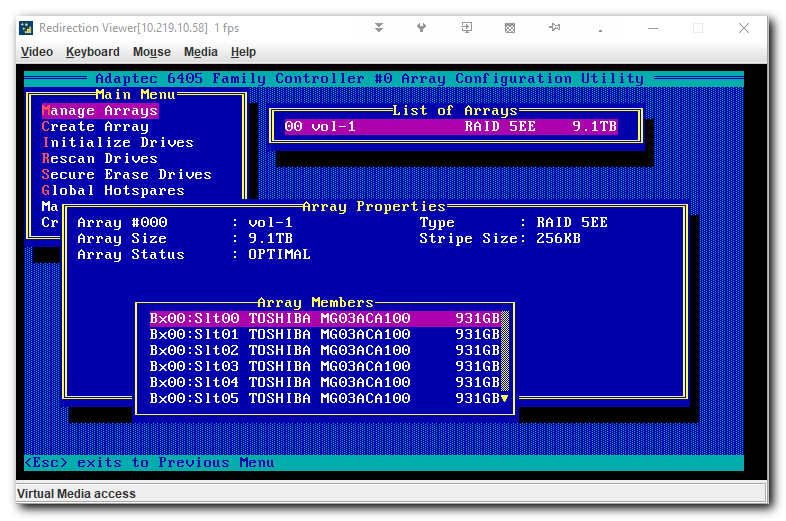 Redirection Viewer[10.219.10.58] 1 fps
Video Keyboard Mouse Media Help
Adaptec 6405 Family Controller #0 Array Configuration Utility
Main Menu
Manage Arrays
Create Array
Initialize Drives
Rescan Drives
Secure Erase Drives
Global Hotspares
Ma
Cr
List of Arrays
00 vol-1 RAID 5EE 9.1TB
Array Properties
Array #000 : vol-1 Type : RAID 5EE
Array Size : 9.1TB Stripe Size: 256KB
Array Status : OPTIMAL
Array Members
Bx00:Slt00 TOSHIBA MG03ACA100 931GB
Bx00:Slt01 TOSHIBA MG03ACA100 931GB
Bx00:Slt02 TOSHIBA MG03ACA100 931GB
Bx00:Slt03 TOSHIBA MG03ACA100 931GB
Bx00:Slt04 TOSHIBA MG03ACA100 931GB
Bx00:Slt05 TOSHIBA MG03ACA100 931GB
<Esc> exits to Previous Menu
Virtual Media access